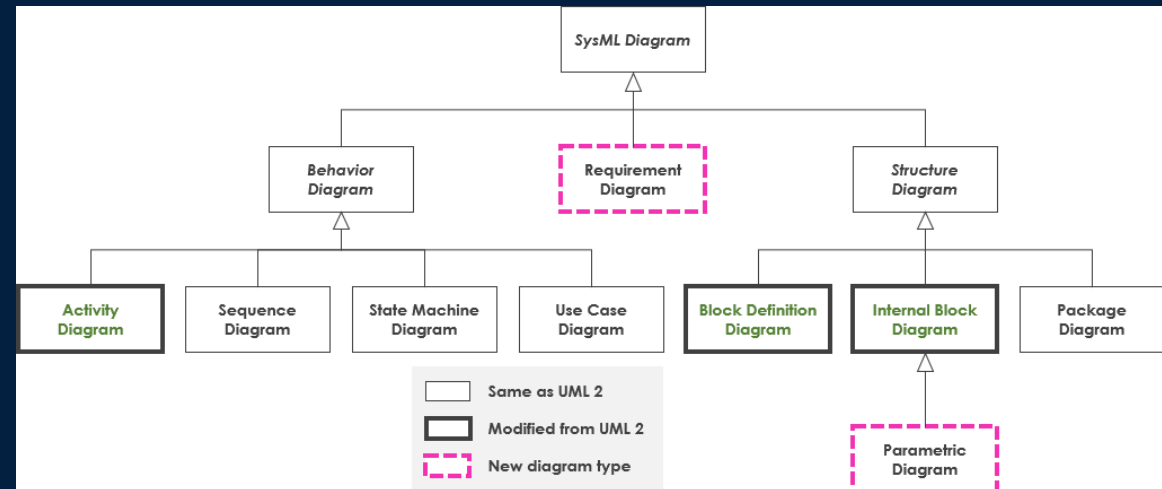 SysML Diagram
Behavior
Diagram
Requirement
Diagram
Structure
Diagram
Activity
Diagram
Sequence
Diagram
State Machine
Diagram
Use Case
Diagram
Block Definition
Diagram
Internal Block
Diagram
Package
Diagram
Same as UML 2
Modified from UML 2
New diagram type
Parametric
Diagram